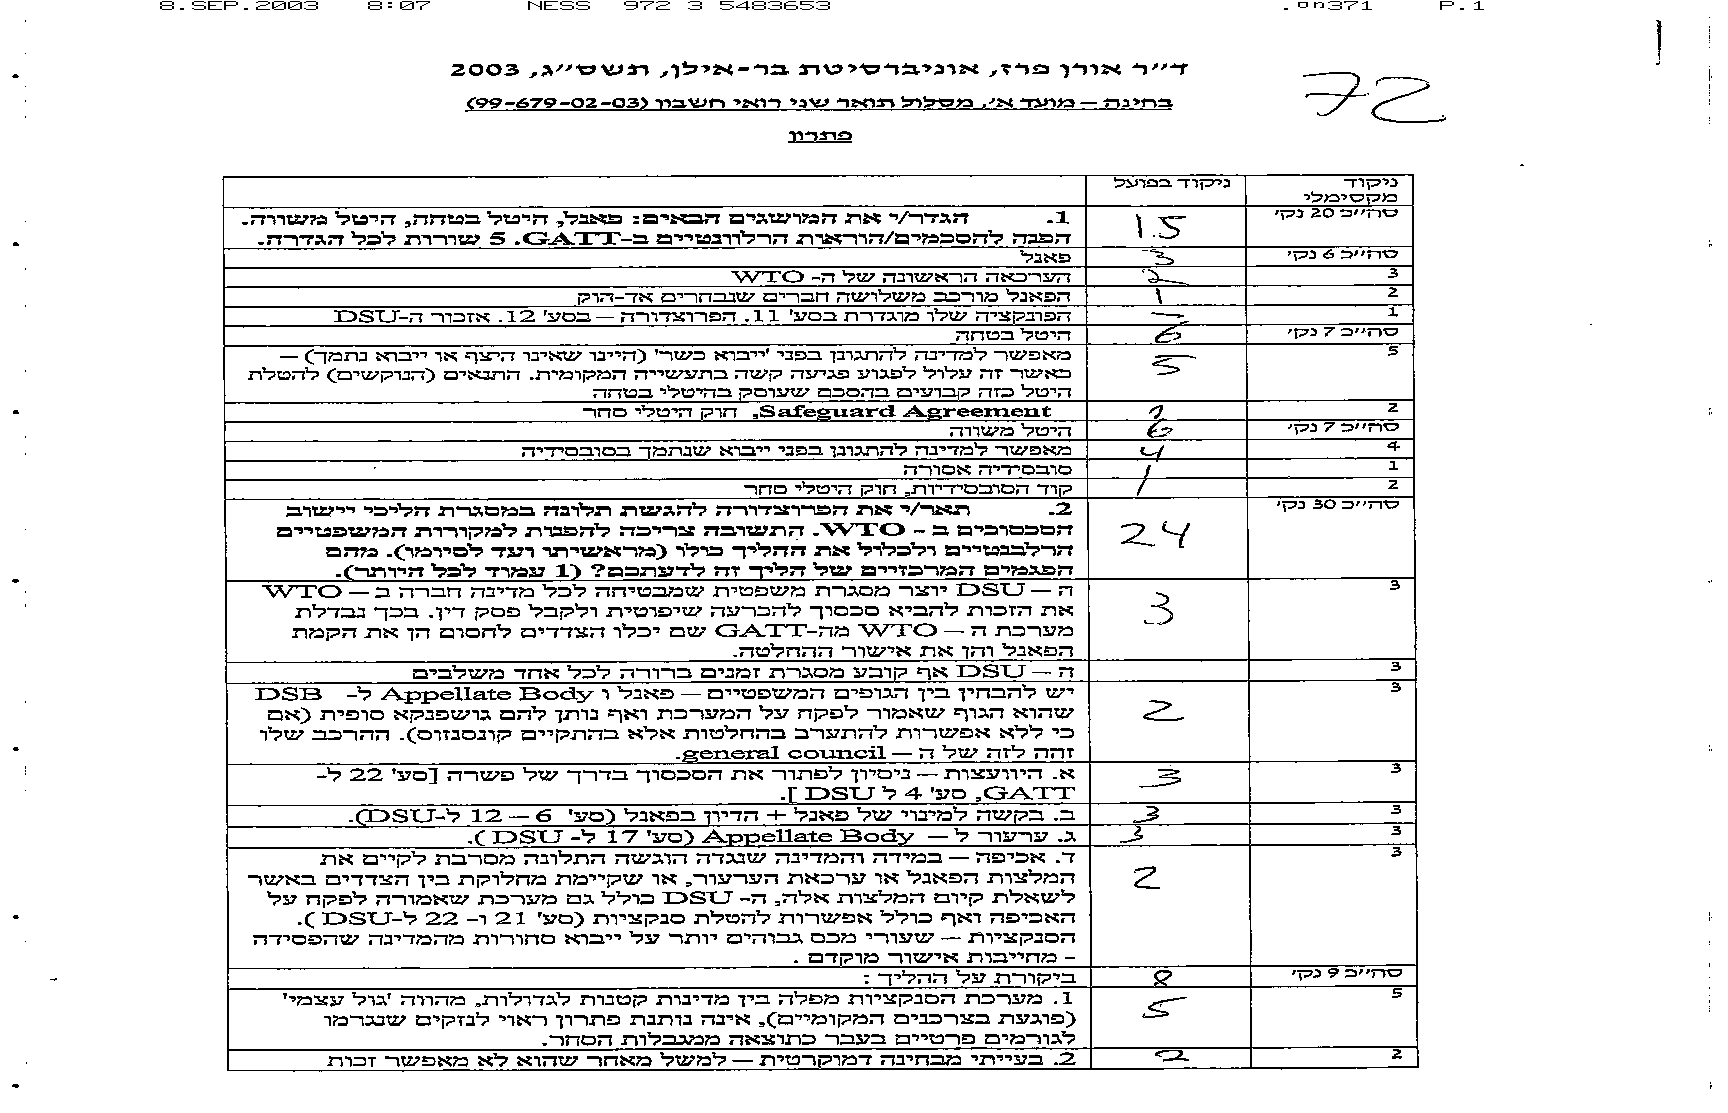 8.SEP.2003 8:07 NESS 972 3 5483653 .on371 P.1
ד״ר אורן פרז, אוניברסיטת בר-אילן, תשס״ג, 2003
72
בחינה – מועד א׳, מסלול תואר שני רואי חשבון (99-679-02-03)
פתרון
ניקוד מקסימלי
ניקוד בפועל
סה״כ 20 נק׳
15
1. הגדר/י את המושגים הבאים: פאנל, היטל בטחה, היטל משווה.
הפנה להסכמים/הוראות הרלוונטיים ב-GATT. 5 שורות לכל הגדרה.
סה״כ 6 נק׳ 3 פאנל
3 2 הערכאה הראשונה של ה- WTO
2 1 הפאנל מורכב משלושה חברים שנבחרים אד-הוק
1 – הפונקציה שלו מוגדרת בסע' 11. הפרוצדורה – בסע' 12. אזכור ה-DSU
סה״כ 7 נק׳ 6 היטל בטחה
5 5 מאפשר למדינה להתגונן בפני 'ייבוא כשר' (היינו שאינו היצף או ייבוא נתמך) –
כאשר זה עלול לפגוע פגיעה קשה בתעשייה המקומית. התנאים (הנוקשים) להטלת
היטל כזה קבועים בהסכם שעוסק בהיטלי בטחה
2 Safeguard Agreement, חוק היטלי סחר
סה״כ 7 נק׳ 6 היטל משווה
4 4 מאפשר למדינה להתגונן בפני ייבוא שנתמך בסובסידיה
1 1 סובסידיה אסורה
2 קוד הסובסידיות, חוק היטלי סחר
סה״כ 30 נק׳
24
2. תאר/י את הפרוצדורה להגשת תלונה במסגרת הליכי יישוב
הסכסוכים ב - WTO. התשובה צריכה להפנות למקורות המשפטיים
הרלבנטיים ולכלול את ההליך כולו (מראשיתו ועד לסיומו). מהם
הפגמים המרכזיים של הליך זה לדעתכם? (1 עמוד לכל היותר).
3 3 ה – DSU יוצר מסגרת משפטית שמבטיחה לכל מדינה חברה ב – WTO
את הזכות להביא סכסוך להכרעה שיפוטית ולקבל פסק דין. בכך נבדלת
מערכת ה – WTO מה-GATT שם יכלו הצדדים לחסום הן את הקמת
הפאנל והן את אישור ההחלטה.
3 ה – DSU אף קובע מסגרת זמנים ברורה לכל אחד משלבים
3 2 יש להבחין בין הגופים המשפטיים – פאנל ו Appellate Body ל- DSB
שהוא הגוף שאמור לפקח על המערכת ואף נותן להם גושפנקא סופית (אם
כי ללא אפשרות להתערב בהחלטות אלא בהתקיים קונסנזוס). ההרכב שלו
זהה לזה של ה – general council.
3 3 א. היוועצות – ניסיון לפתור את הסכסוך בדרך של פשרה [סע' 22 ל-
GATT, סע' 4 ל DSU ].
3 3 ב. בקשה למינוי של פאנל + הדיון בפאנל (סע' 6 – 12 ל-DSU).
3 3 ג. ערעור ל – Appellate Body (סע' 17 ל- DSU ).
3 2 ד. אכיפה – במידה והמדינה שנגדה הוגשה התלונה מסרבת לקיים את
המלצות הפאנל או ערכאת הערעור, או שקיימת מחלוקת בין הצדדים באשר
לשאלת קיום המלצות אלה, ה- DSU כולל גם מערכת שאמורה לפקח על
האכיפה ואף כולל אפשרות להטלת סנקציות (סע' 21 ו- 22 ל-DSU ).
הסנקציות – שעורי מכס גבוהים יותר על ייבוא סחורות מהמדינה שהפסידה
- מחייבות אישור מוקדם .
סה״כ 9 נק׳ 8 ביקורת על ההליך :
5 5 1. מערכת הסנקציות מפלה בין מדינות קטנות לגדולות, מהווה 'גול עצמי'
(פוגעת בצרכנים המקומיים), אינה נותנת פתרון ראוי לנזקים שנגרמו
לגורמים פרטיים בעבר כתוצאה ממגבלות הסחר.
2 2 2. בעייתי מבחינה דמוקרטית – למשל מאחר שהוא לא מאפשר זכות